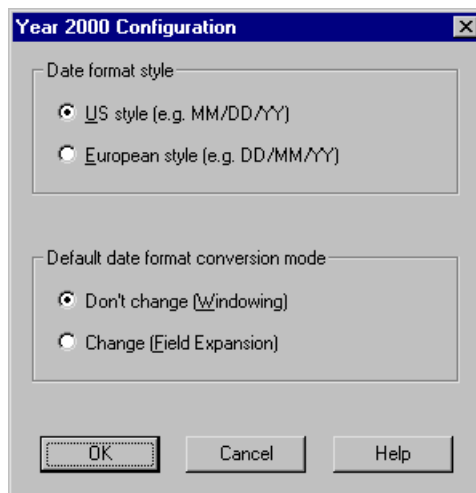 Year 2000 Configuration
Date format style
US style (e.g. MM/DD/YY)
European style (e.g. DD/MM/YY)
Default date format conversion mode
Don't change (Windowing)
Change (Field Expansion)
OK Cancel Help